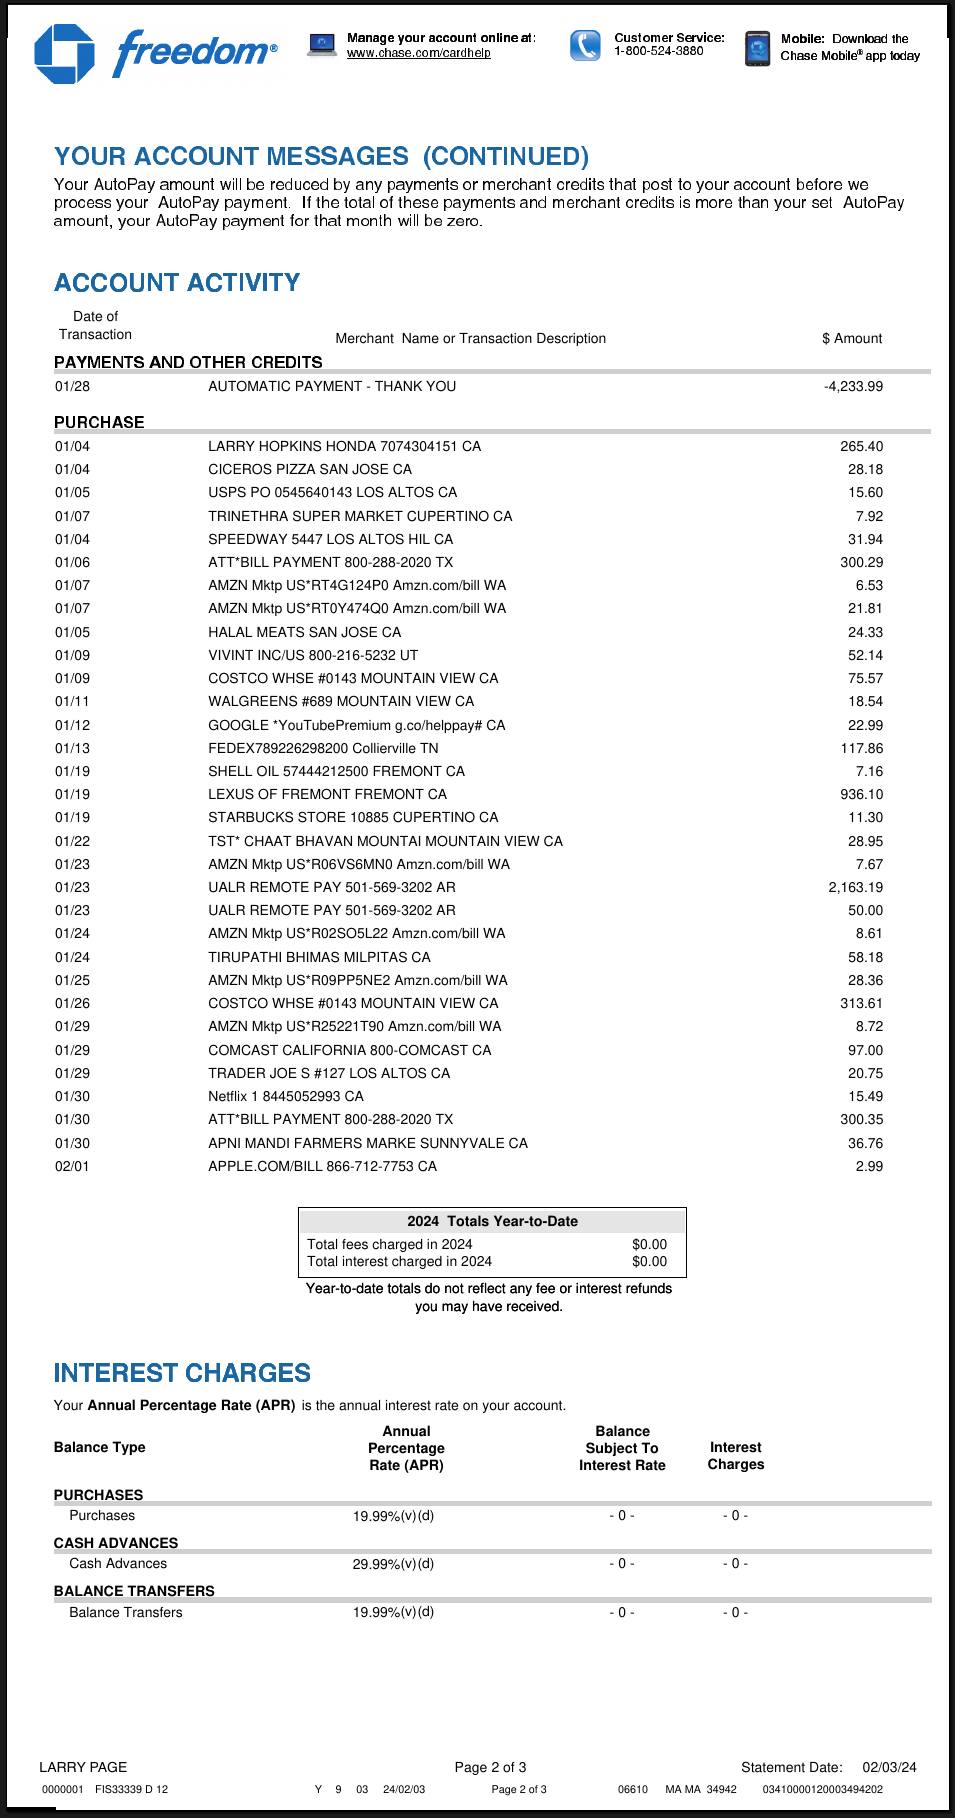 freedom®
Manage your account online at:
www.chase.com/cardhelp
Customer Service:
1-800-524-3880
Mobile: Download the
Chase Mobile® app today
YOUR ACCOUNT MESSAGES (CONTINUED)
Your AutoPay amount will be reduced by any payments or merchant credits that post to your account before we
process your AutoPay payment. If the total of these payments and merchant credits is more than your set AutoPay
amount, your AutoPay payment for that month will be zero.
ACCOUNT ACTIVITY
Date of
Transaction Merchant Name or Transaction Description $ Amount
PAYMENTS AND OTHER CREDITS
01/28 AUTOMATIC PAYMENT - THANK YOU -4,233.99
PURCHASE
01/04 LARRY HOPKINS HONDA 7074304151 CA 265.40
01/04 CICEROS PIZZA SAN JOSE CA 28.18
01/05 USPS PO 0545640143 LOS ALTOS CA 15.60
01/07 TRINETHRA SUPER MARKET CUPERTINO CA 7.92
01/04 SPEEDWAY 5447 LOS ALTOS HIL CA 31.94
01/06 ATT*BILL PAYMENT 800-288-2020 TX 300.29
01/07 AMZN Mktp US*RT4G124P0 Amzn.com/bill WA 6.53
01/07 AMZN Mktp US*RT0Y474Q0 Amzn.com/bill WA 21.81
01/05 HALAL MEATS SAN JOSE CA 24.33
01/09 VIVINT INC/US 800-216-5232 UT 52.14
01/09 COSTCO WHSE #0143 MOUNTAIN VIEW CA 75.57
01/11 WALGREENS #689 MOUNTAIN VIEW CA 18.54
01/12 GOOGLE *YouTubePremium g.co/helppay# CA 22.99
01/13 FEDEX789226298200 Collierville TN 117.86
01/19 SHELL OIL 57444212500 FREMONT CA 7.16
01/19 LEXUS OF FREMONT FREMONT CA 936.10
01/19 STARBUCKS STORE 10885 CUPERTINO CA 11.30
01/22 TST* CHAAT BHAVAN MOUNTAI MOUNTAIN VIEW CA 28.95
01/23 AMZN Mktp US*R06VS6MN0 Amzn.com/bill WA 7.67
01/23 UALR REMOTE PAY 501-569-3202 AR 2,163.19
01/23 UALR REMOTE PAY 501-569-3202 AR 50.00
01/24 AMZN Mktp US*R02SO5L22 Amzn.com/bill WA 8.61
01/24 TIRUPATHI BHIMAS MILPITAS CA 58.18
01/25 AMZN Mktp US*R09PP5NE2 Amzn.com/bill WA 28.36
01/26 COSTCO WHSE #0143 MOUNTAIN VIEW CA 313.61
01/29 AMZN Mktp US*R25221T90 Amzn.com/bill WA 8.72
01/29 COMCAST CALIFORNIA 800-COMCAST CA 97.00
01/29 TRADER JOE S #127 LOS ALTOS CA 20.75
01/30 Netflix 1 8445052993 CA 15.49
01/30 ATT*BILL PAYMENT 800-288-2020 TX 300.35
01/30 APNI MANDI FARMERS MARKE SUNNYVALE CA 36.76
02/01 APPLE.COM/BILL 866-712-7753 CA 2.99
2024 Totals Year-to-Date
Total fees charged in 2024 $0.00
Total interest charged in 2024 $0.00
Year-to-date totals do not reflect any fee or interest refunds
you may have received.
INTEREST CHARGES
Your Annual Percentage Rate (APR) is the annual interest rate on your account.
Balance Type
Annual
Percentage
Rate (APR)
Balance
Subject To
Interest Rate
Interest
Charges
PURCHASES
Purchases 19.99%(v)(d) - 0 - - 0 -
CASH ADVANCES
Cash Advances 29.99%(v)(d) - 0 - - 0 -
BALANCE TRANSFERS
Balance Transfers 19.99%(v)(d) - 0 - - 0 -
LARRY PAGE Page 2 of 3 Statement Date: 02/03/24
0000001 FIS33339 D 12 Y 9 03 24/02/03 Page 2 of 3 06610 MA MA 34942 03410000120003494202